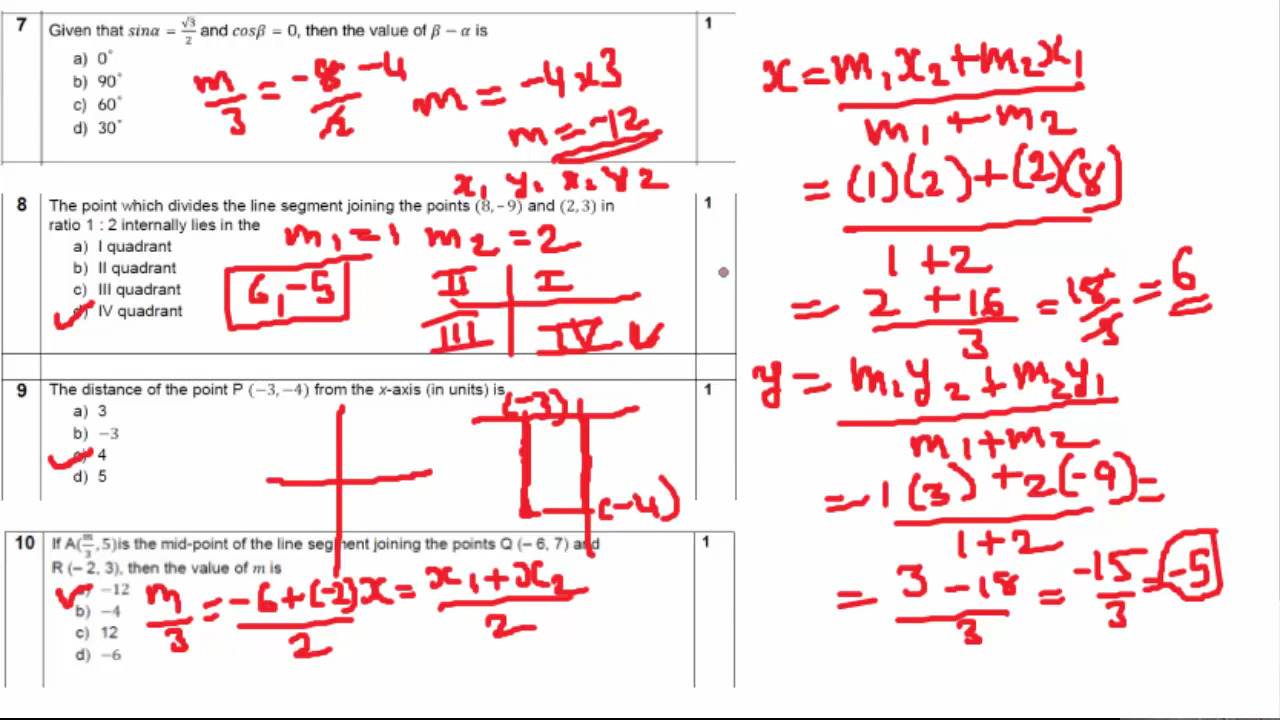 7 Given that sinα = √3/2 and cosβ = 0, then the value of β − α is 1
a) 0°
b) 90°
c) 60°
d) 30°
m/3 = -8/2 -4
m = -4x3
m = -12
x1 y1 x2 y2
8 The point which divides the line segment joining the points (8, −9) and (2, 3) in 1
ratio 1 : 2 internally lies in the
m1 = 1 m2 = 2
a) I quadrant
b) II quadrant
c) III quadrant
d) IV quadrant
6, -5
II I
III IV
9 The distance of the point P (−3, −4) from the x-axis (in units) is 1
a) 3
b) −3
c) 4
d) 5
(-3)
(-4)
10 If A(m/3, 5) is the mid-point of the line segment joining the points Q (− 6, 7) and 1
R (− 2, 3), then the value of m is
−12
b) −4
c) 12
d) −6
m/3 = -6+(-2)/2
x = x1 + x2/2
x = m1x2 + m2x1
m1 + m2
= (1)(2) + (2)(8)
1 + 2
= 2 + 16/3 = 18/3 = 6
y = m1y2 + m2y1
m1 + m2
= 1(3) + 2(-9) =
1 + 2
= 3 - 18/3 = -15/3 = -5